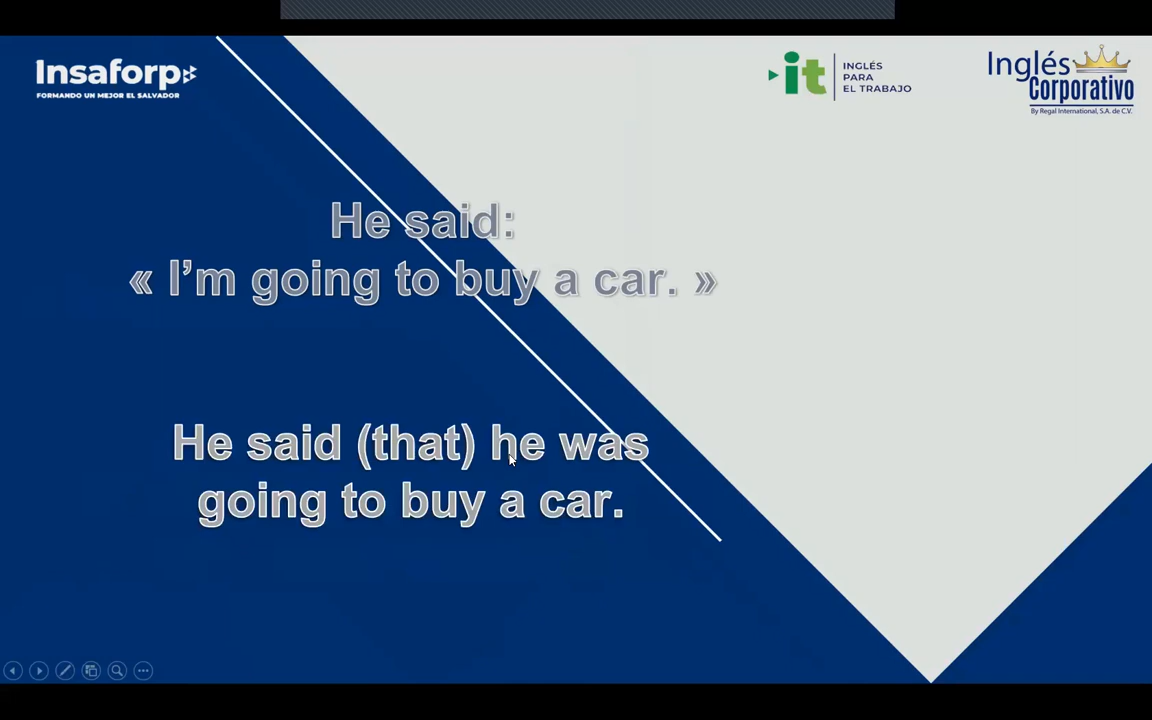 Insaforp
FORMANDO UN MEJOR EL SALVADOR
it
INGLÉS
PARA
EL TRABAJO
Inglés
Corporativo
By Regal International, S.A. de C.V.
He said:
« I’m going to buy a car. »
He said (that) he was
going to buy a car.